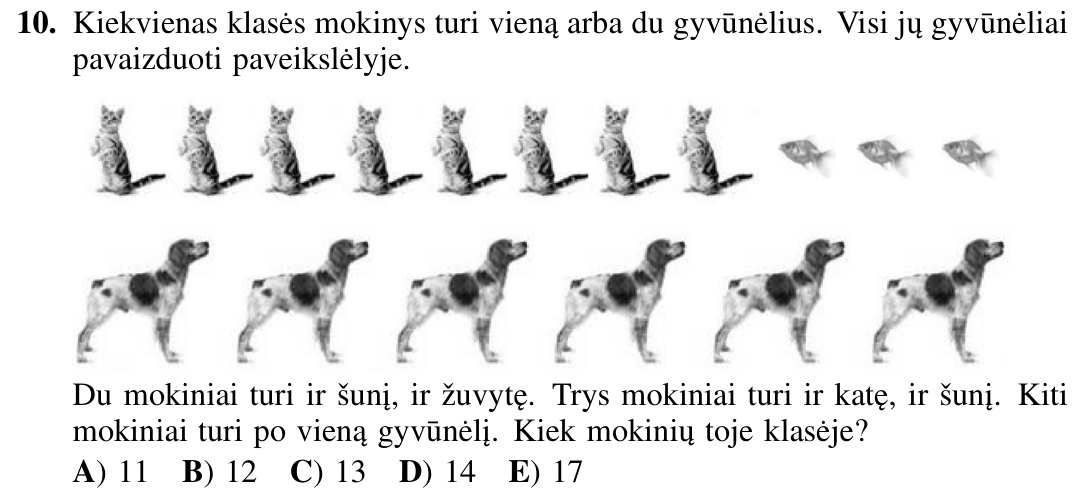 10. Kiekvienas klasės mokinys turi vieną arba du gyvūnėlius. Visi jų gyvūnėliai
pavaizduoti paveikslėlyje.
Du mokiniai turi ir šunį, ir žuvytę. Trys mokiniai turi ir katę, ir šunį. Kiti
mokiniai turi po vieną gyvūnėlį. Kiek mokinių toje klasėje?
A) 11 B) 12 C) 13 D) 14 E) 17